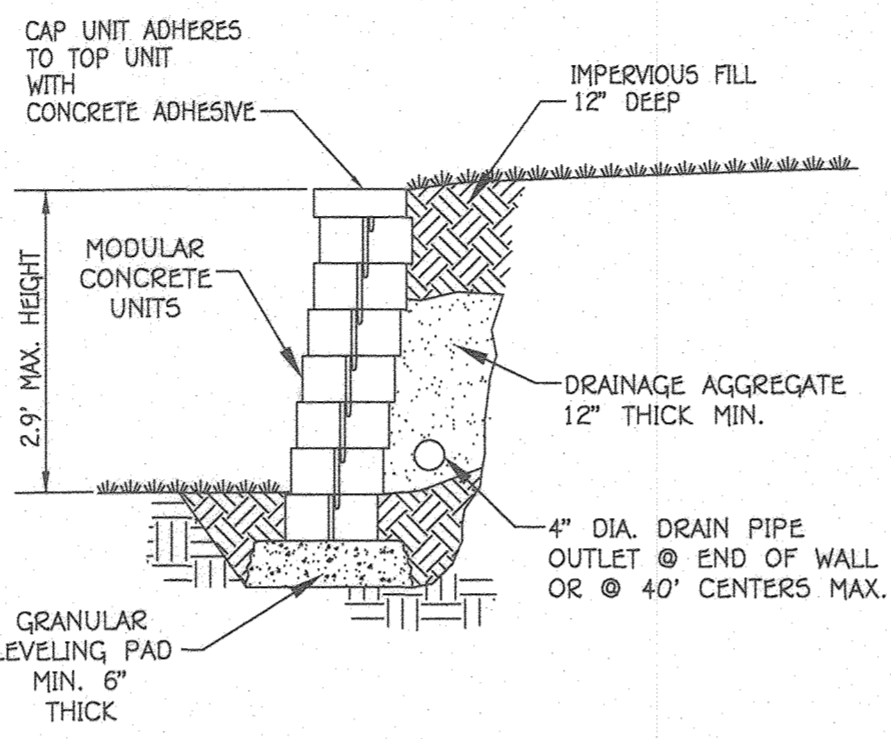 CAP UNIT ADHERES
TO TOP UNIT
WITH
CONCRETE ADHESIVE
IMPERVIOUS FILL
12" DEEP
MODULAR
CONCRETE
UNITS
2.9' MAX. HEIGHT
DRAINAGE AGGREGATE
12" THICK MIN.
4" DIA. DRAIN PIPE
OUTLET @ END OF WALL
OR @ 40' CENTERS MAX.
GRANULAR
LEVELING PAD
MIN. 6"
THICK